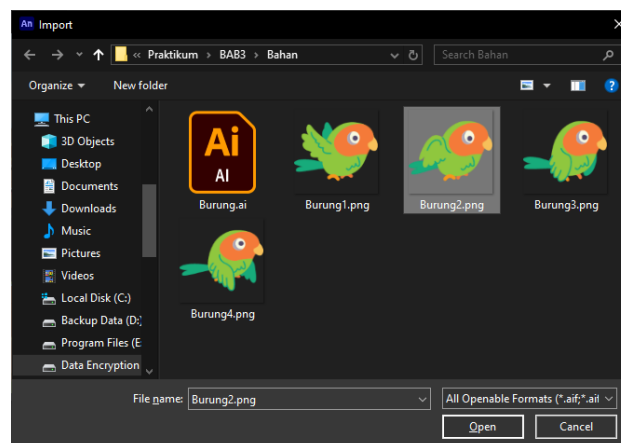 An Import
« Praktikum > BAB3 > Bahan
Search Bahan
Organize
New folder
This PC
3D Objects
Desktop
Documents
Downloads
Music
Pictures
Videos
Local Disk (C:)
Backup Data (D:)
Program Files (E
Data Encryption
Ai
AI
Burung.ai
Burung1.png
Burung2.png
Burung3.png
Burung4.png
File name: Burung2.png
All Openable Formats (*.aif;*.aif
Open
Cancel